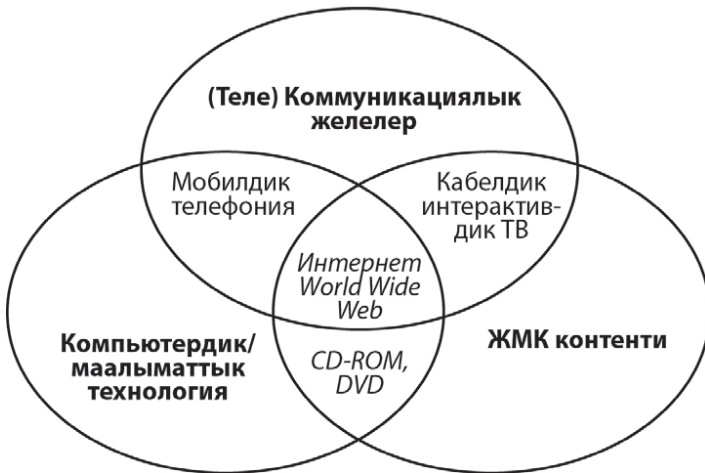 (Теле) Коммуникациялык
желелер
Мобилдик
телефония
Кабелдик
интерактив-
дик ТВ
Интернет
World Wide
Web
Компьютердик/
маалыматтык
технология
CD-ROM,
DVD
ЖМК контенти